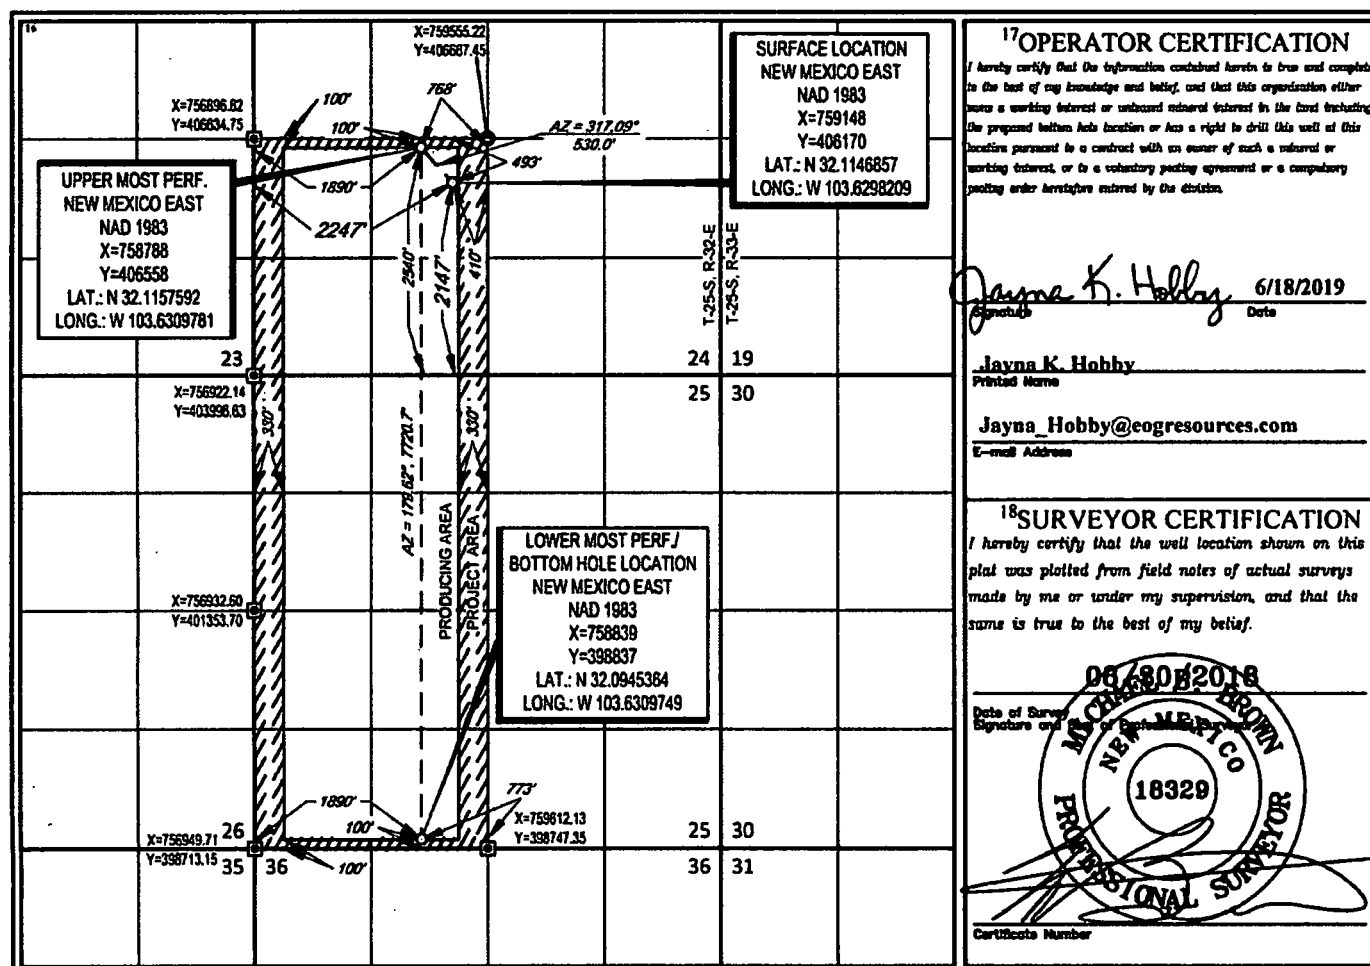 16
X=759555.22
Y=406687.45
X=756896.82
Y=406634.75
100'
100'
768'
AZ = 317.09°
530.0'
493'
1890'
2247'
2540'
2147'
410'
UPPER MOST PERF.
NEW MEXICO EAST
NAD 1983
X=758788
Y=406558
LAT.: N 32.1157592
LONG.: W 103.6309781
SURFACE LOCATION
NEW MEXICO EAST
NAD 1983
X=759148
Y=406170
LAT.: N 32.1146857
LONG.: W 103.6298209
T-25-S, R-32-E
T-25-S, R-33-E
23
24 19
25 30
X=756922.14
Y=403996.63
330'
330'
AZ = 179.62°, 7720.7'
PRODUCING AREA
PROJECT AREA
X=756932.60
Y=401353.70
LOWER MOST PERF./
BOTTOM HOLE LOCATION
NEW MEXICO EAST
NAD 1983
X=758839
Y=398837
LAT.: N 32.0945364
LONG.: W 103.6309749
1890'
100'
773'
X=759612.13
Y=398747.35
X=756949.71
Y=398713.15
26
35 36
100'
25 30
36 31
17OPERATOR CERTIFICATION
I hereby certify that the information contained herein is true and complete
to the best of my knowledge and belief, and that this organization either
owns a working interest or unleased mineral interest in the land including
the proposed bottom hole location or has a right to drill this well at this
location pursuant to a contract with an owner of such a mineral or
working interest, or to a voluntary pooling agreement or a compulsory
pooling order heretofore entered by the division.
Jayna K. Hobby 6/18/2019
Signature Date
Jayna K. Hobby
Printed Name
Jayna_Hobby@eogresources.com
E-mail Address
18SURVEYOR CERTIFICATION
I hereby certify that the well location shown on this
plat was plotted from field notes of actual surveys
made by me or under my supervision, and that the
same is true to the best of my belief.
Date of Survey
Signature and Seal of Professional Surveyor
MICHAEL B. BROWN
NEW MEXICO
18329
PROFESSIONAL SURVEYOR
Certificate Number